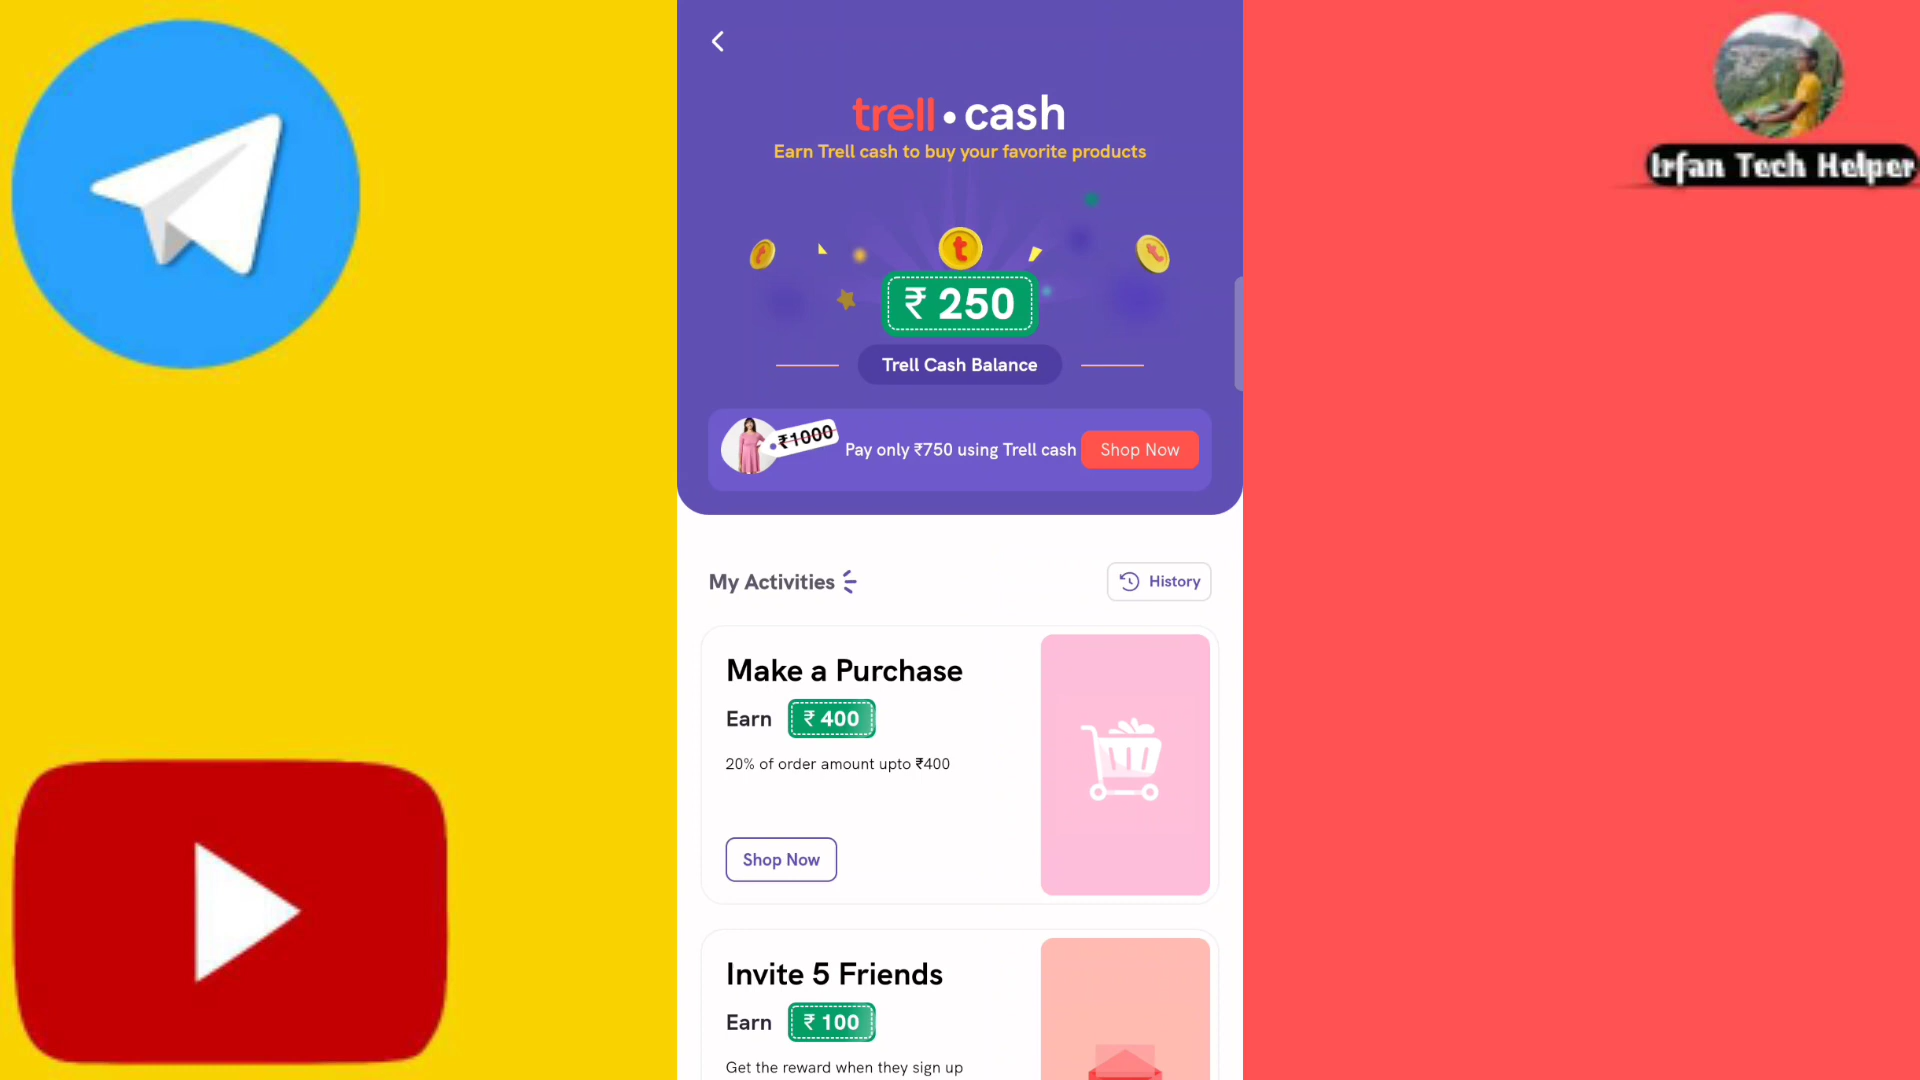 Irfan Tech Helper
trell.cash
Earn Trell cash to buy your favorite products
t
₹ 250
Trell Cash Balance
₹1000
Pay only ₹750 using Trell cash
Shop Now
My Activities
History
Make a Purchase
Earn ₹ 400
20% of order amount upto ₹400
Shop Now
Invite 5 Friends
Earn ₹ 100
Get the reward when they sign up